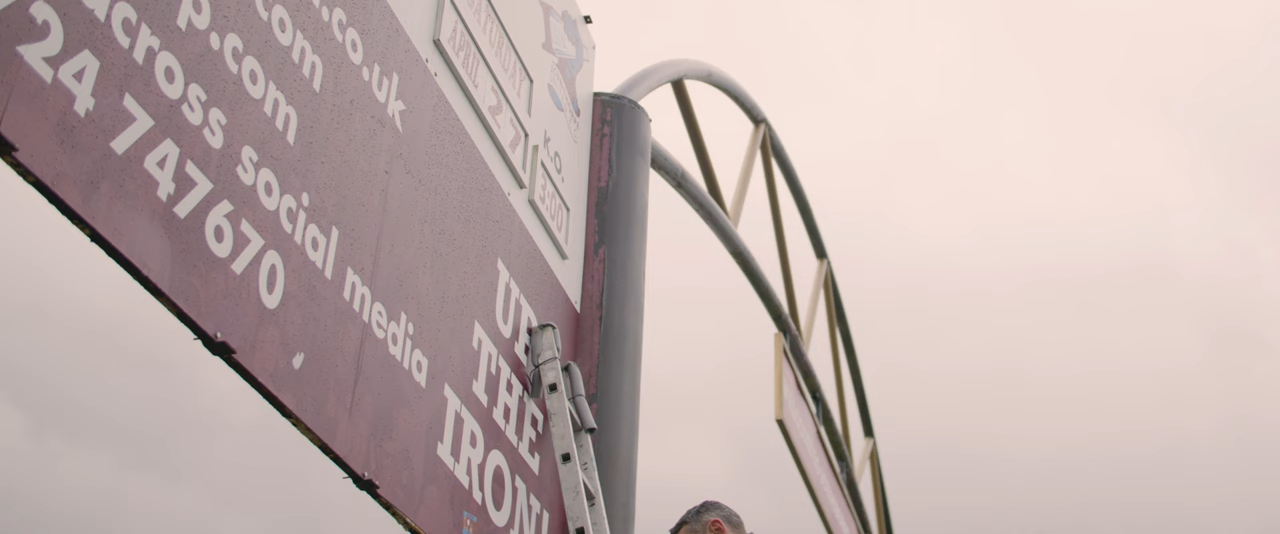 .co.uk
.com
p.com
across social media
24 747670
SATURDAY
APRIL 27
K.O.
3:00
UP
THE
IRON!